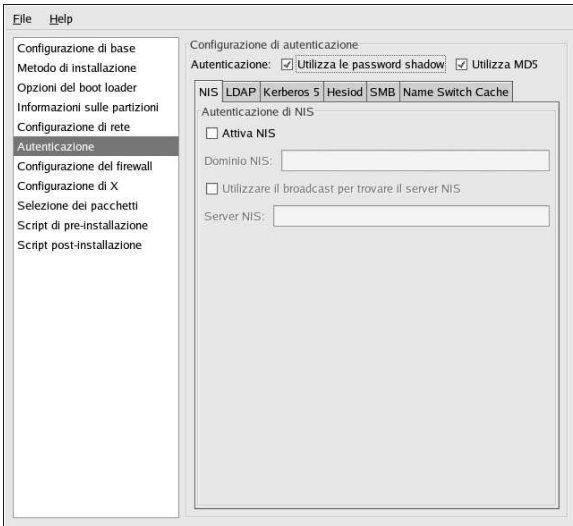 File Help
Configurazione di base
Metodo di installazione
Opzioni del boot loader
Informazioni sulle partizioni
Configurazione di rete
Autenticazione
Configurazione del firewall
Configurazione di X
Selezione dei pacchetti
Script di pre-installazione
Script post-installazione
Configurazione di autenticazione
Autenticazione: Utilizza le password shadow Utilizza MD5
NIS LDAP Kerberos 5 Hesiod SMB Name Switch Cache
Autenticazione di NIS
Attiva NIS
Dominio NIS:
Utilizzare il broadcast per trovare il server NIS
Server NIS: